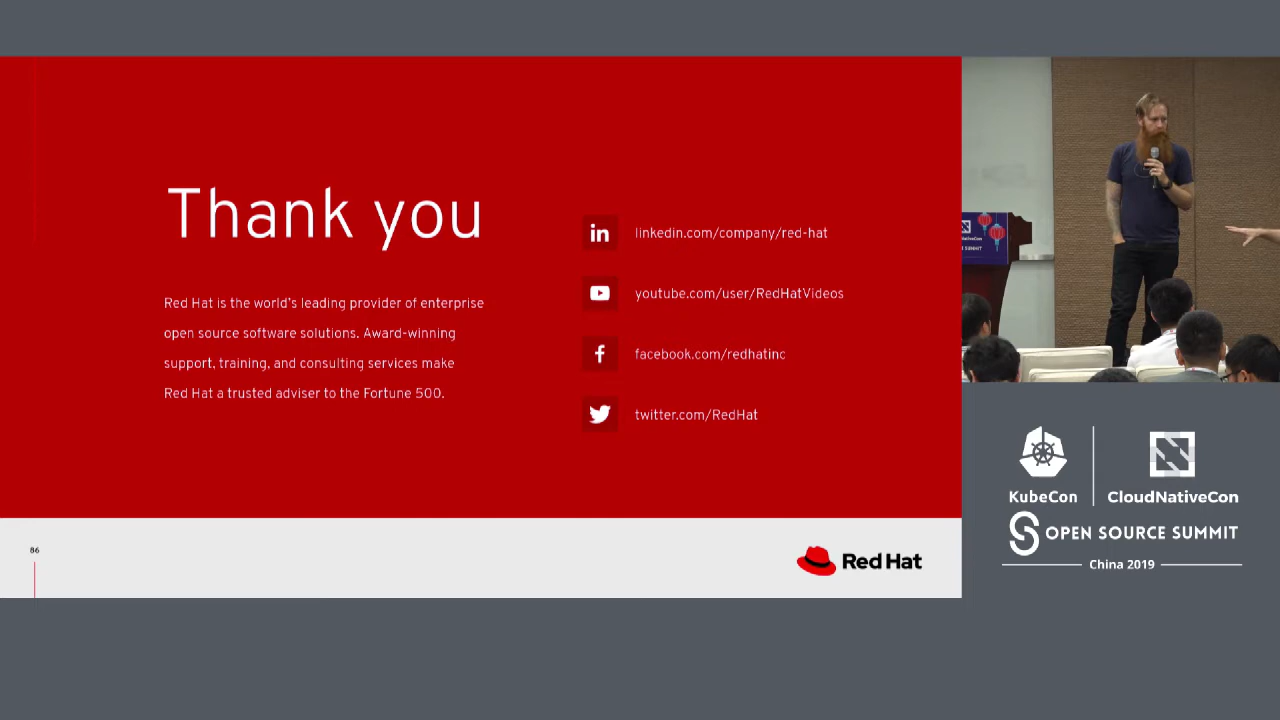 Thank you
Red Hat is the world's leading provider of enterprise
open source software solutions. Award-winning
support, training, and consulting services make
Red Hat a trusted adviser to the Fortune 500.
in
linkedin.com/company/red-hat
youtube.com/user/RedHatVideos
f
facebook.com/redhatinc
twitter.com/RedHat
86
Red Hat
KubeCon
CloudNativeCon
OPEN SOURCE SUMMIT
China 2019